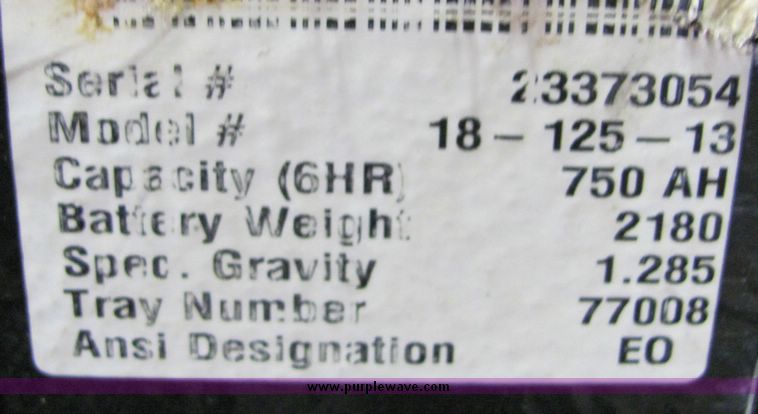 Serial # 23373054
Model # 18 - 125 - 13
Capacity (6HR) 750 AH
Battery Weight 2180
Spec. Gravity 1.285
Tray Number 77008
Ansi Designation EO
www.purplewave.com